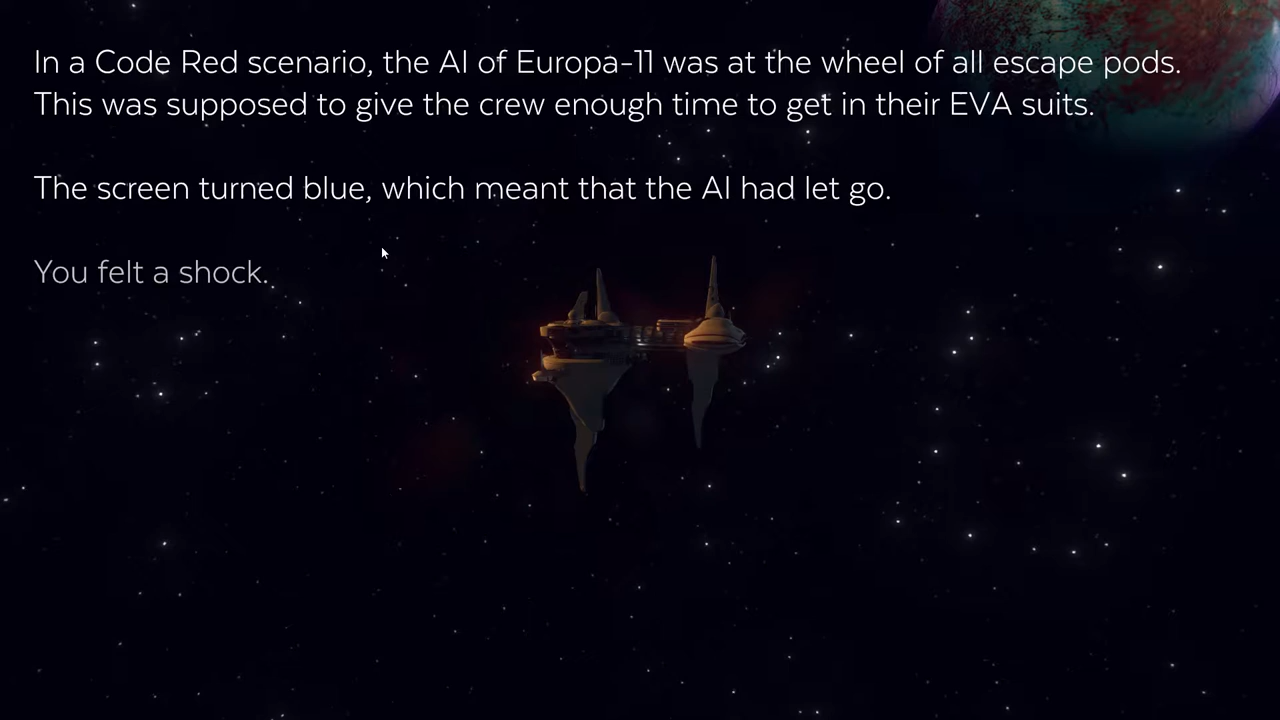 In a Code Red scenario, the AI of Europa-11 was at the wheel of all escape pods.
This was supposed to give the crew enough time to get in their EVA suits.
The screen turned blue, which meant that the AI had let go.
You felt a shock.